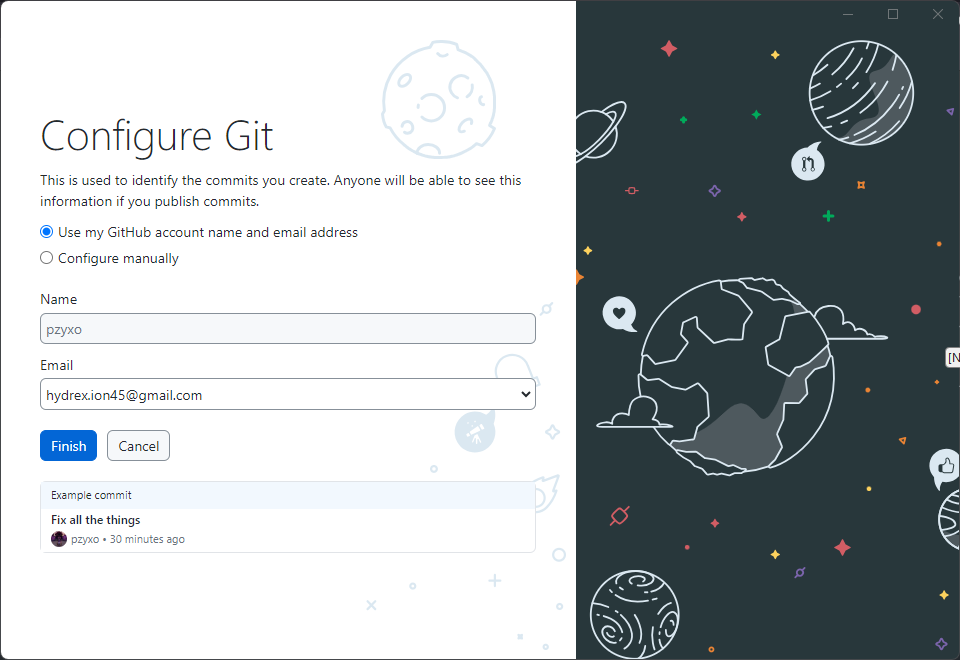 Configure Git
This is used to identify the commits you create. Anyone will be able to see this
information if you publish commits.
Use my GitHub account name and email address
Configure manually
Name
pzyxo
Email
hydrex.ion45@gmail.com
Finish
Cancel
Example commit
Fix all the things
pzyxo • 30 minutes ago
[N